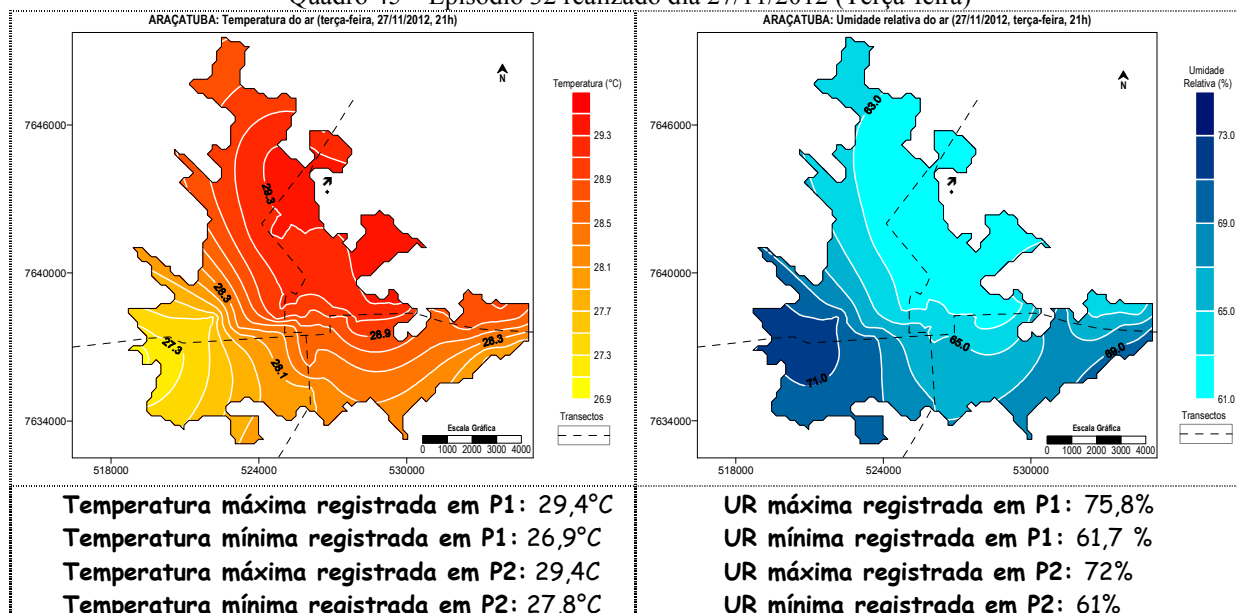 Quadro 45 – Episódio 32 realizado dia 27/11/2012 (Terça-feira)
ARAÇATUBA: Temperatura do ar (terça-feira, 27/11/2012, 21h)
N
Temperatura (°C)
29.3
28.9
28.5
28.1
27.7
27.3
26.9
Transectos
7646000
7640000
7634000
29.3
28.3
28.9
28.3
27.3
28.1
Escala Gráfica
0 1000 2000 3000 4000
518000 524000 530000
ARAÇATUBA: Umidade relativa do ar (27/11/2012, terça-feira, 21h)
N
Umidade
Relativa (%)
73.0
69.0
65.0
61.0
Transectos
7646000
7640000
7634000
63.0
65.0
69.0
71.0
Escala Gráfica
0 1000 2000 3000 4000
518000 524000 530000
Temperatura máxima registrada em P1: 29,4°C
Temperatura mínima registrada em P1: 26,9°C
Temperatura máxima registrada em P2: 29,4C
Temperatura mínima registrada em P2: 27,8°C
UR máxima registrada em P1: 75,8%
UR mínima registrada em P1: 61,7 %
UR máxima registrada em P2: 72%
UR mínima registrada em P2: 61%